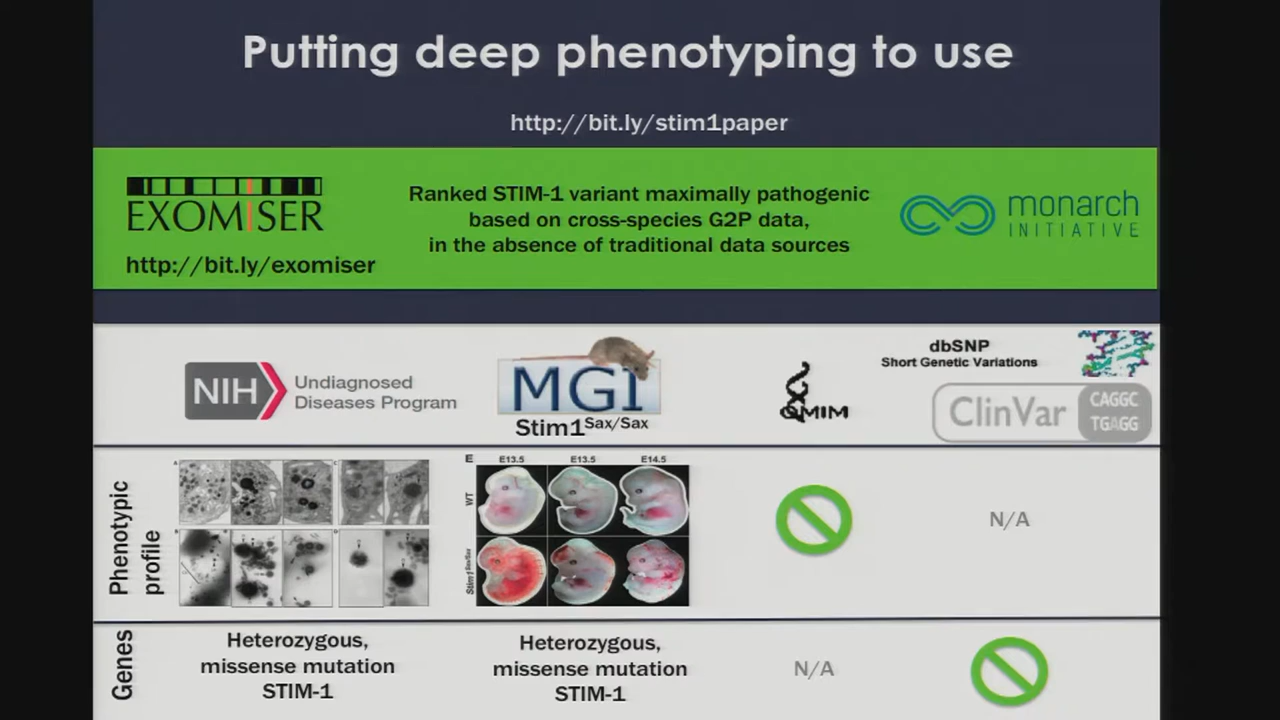 Putting deep phenotyping to use
http://bit.ly/stim1paper
EXOMISER
http://bit.ly/exomiser
Ranked STIM-1 variant maximally pathogenic
based on cross-species G2P data,
in the absence of traditional data sources
monarch
INITIATIVE
NIH
Undiagnosed
Diseases Program
MGI
Stim1Sax/Sax
OMIM
dbSNP
Short Genetic Variations
ClinVar
CAGGC
TGAGG
Phenotypic
profile
E
E13.5 E13.5 E14.5
WT
Stim1Sax/Sax
N/A
Genes
Heterozygous,
missense mutation
STIM-1
Heterozygous,
missense mutation
STIM-1
N/A